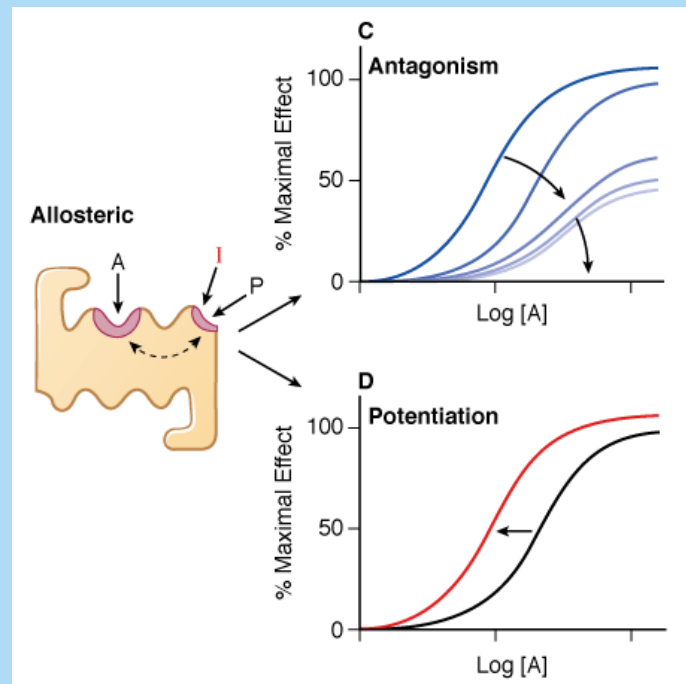 Allosteric
A
I
P
C
Antagonism
% Maximal Effect
100
50
0
Log [A]
D
Potentiation
% Maximal Effect
100
50
0
Log [A]